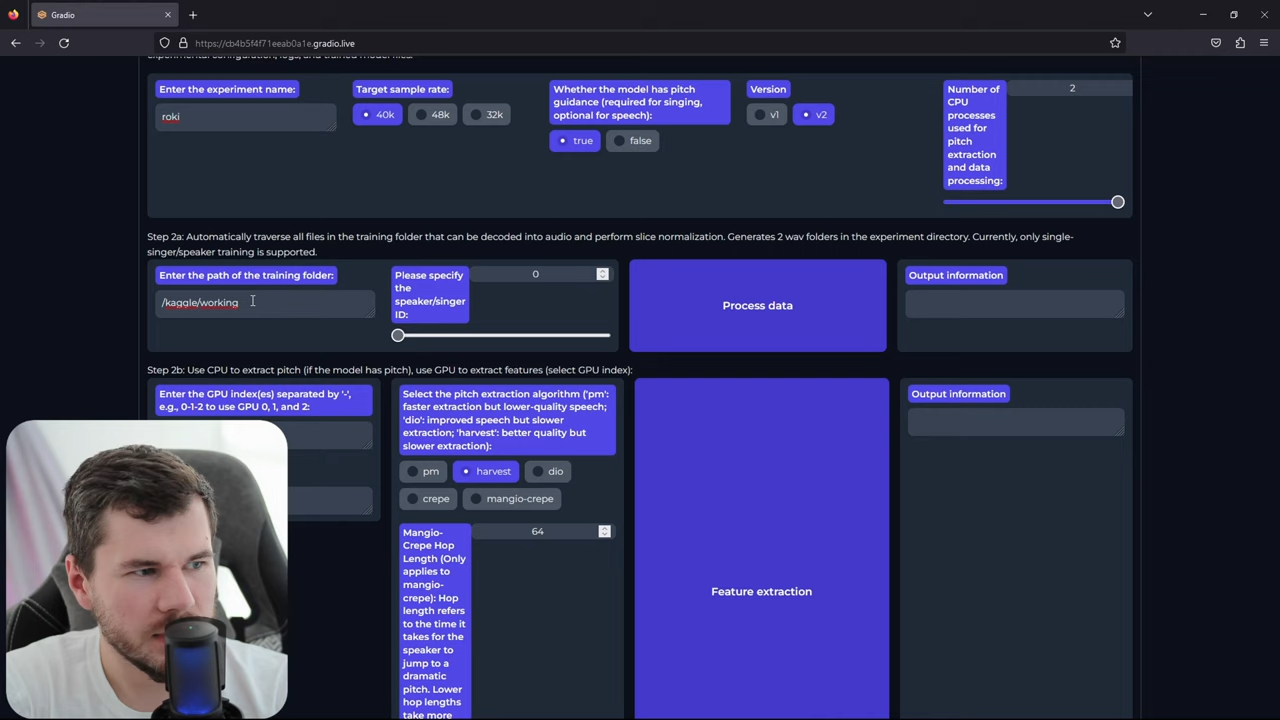 Gradio
https://cb4b5f4f71eeab0a1e.gradio.live
experimental configuration, logs, and trained model files.
Enter the experiment name:
roki
Target sample rate:
40k
48k
32k
Whether the model has pitch
guidance (required for singing,
optional for speech):
true
false
Version
v1
v2
Number of
CPU
processes
used for
pitch
extraction
and data
processing:
2
Step 2a: Automatically traverse all files in the training folder that can be decoded into audio and perform slice normalization. Generates 2 wav folders in the experiment directory. Currently, only single-
singer/speaker training is supported.
Enter the path of the training folder:
/kaggle/working
Please specify
the
speaker/singer
ID:
0
Process data
Output information
Step 2b: Use CPU to extract pitch (if the model has pitch), use GPU to extract features (select GPU index):
Enter the GPU index(es) separated by '-',
e.g., 0-1-2 to use GPU 0, 1, and 2:
Select the pitch extraction algorithm ('pm':
faster extraction but lower-quality speech;
'dio': improved speech but slower
extraction; 'harvest': better quality but
slower extraction):
pm
harvest
dio
crepe
mangio-crepe
Mangio-
Crepe Hop
Length (Only
applies to
mangio-
crepe): Hop
length refers
to the time it
takes for the
speaker to
jump to a
dramatic
pitch. Lower
hop lengths
take more
64
Feature extraction
Output information